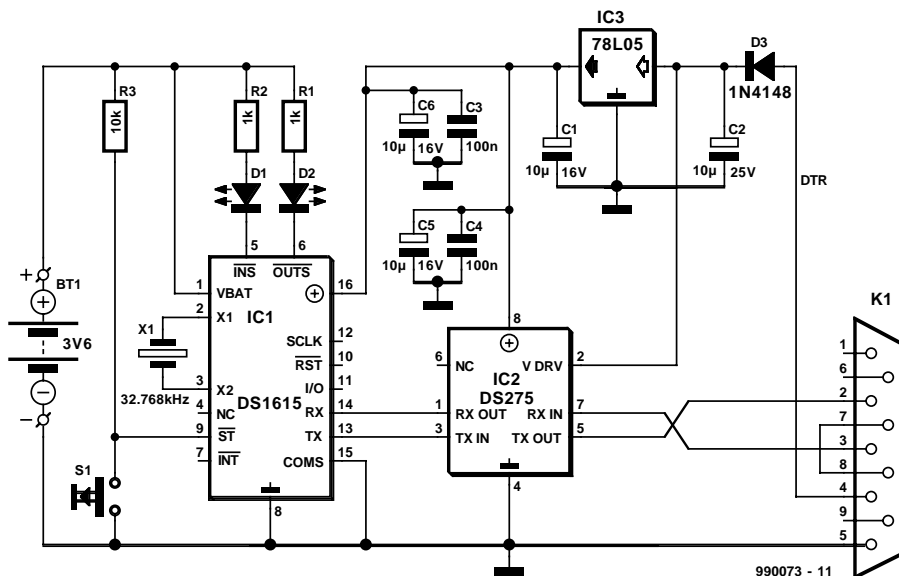 IC3
78L05
D3
1N4148
R3
10k
R2
1k
R1
1k
C6
10µ 16V
C3
100n
C1
10µ 16V
C2
10µ 25V
DTR
D1
D2
5
6
INS
OUTS
C5
10µ 16V
C4
100n
BT1
+
3V6
–
1
VBAT
IC1
16
2
X1
X1
32.768kHz
SCLK
12
RST
10
I/O
11
3
X2
DS1615
4
NC
RX
14
9
ST
TX
13
7
INT
COMS
15
8
S1
8
6
NC
IC2
DS275
V DRV
2
1
RX OUT
RX IN
7
3
TX IN
TX OUT
5
4
K1
1
6
2
7
3
8
4
9
5
990073 - 11